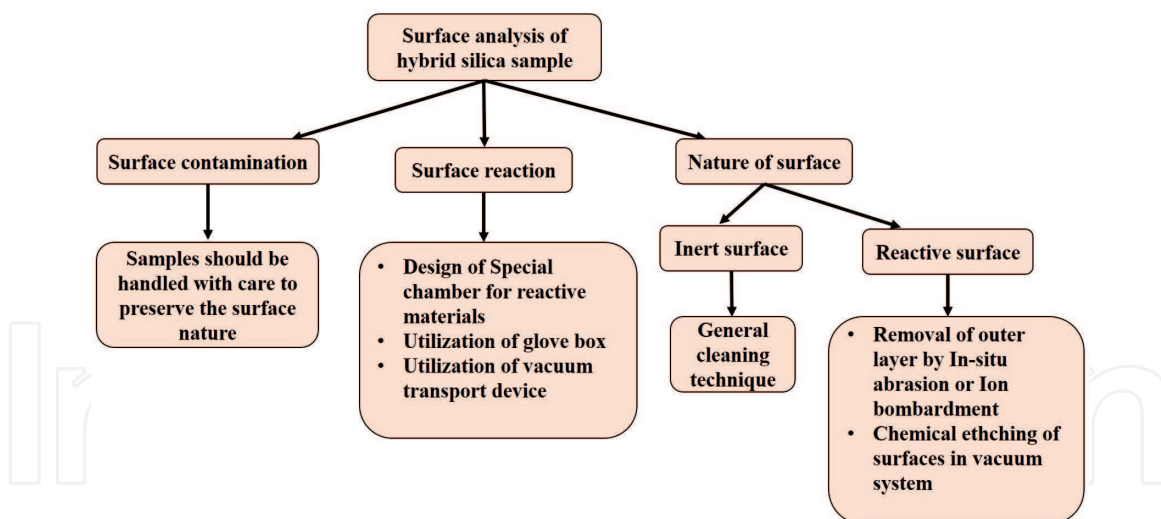 Surface analysis of
hybrid silica sample
Surface contamination
Surface reaction
Nature of surface
Samples should be
handled with care to
preserve the surface
nature
• Design of Special
chamber for reactive
materials
• Utilization of glove box
• Utilization of vacuum
transport device
Inert surface
Reactive surface
General
cleaning
technique
• Removal of outer
layer by In-situ
abrasion or Ion
bombardment
• Chemical ethching of
surfaces in vacuum
system